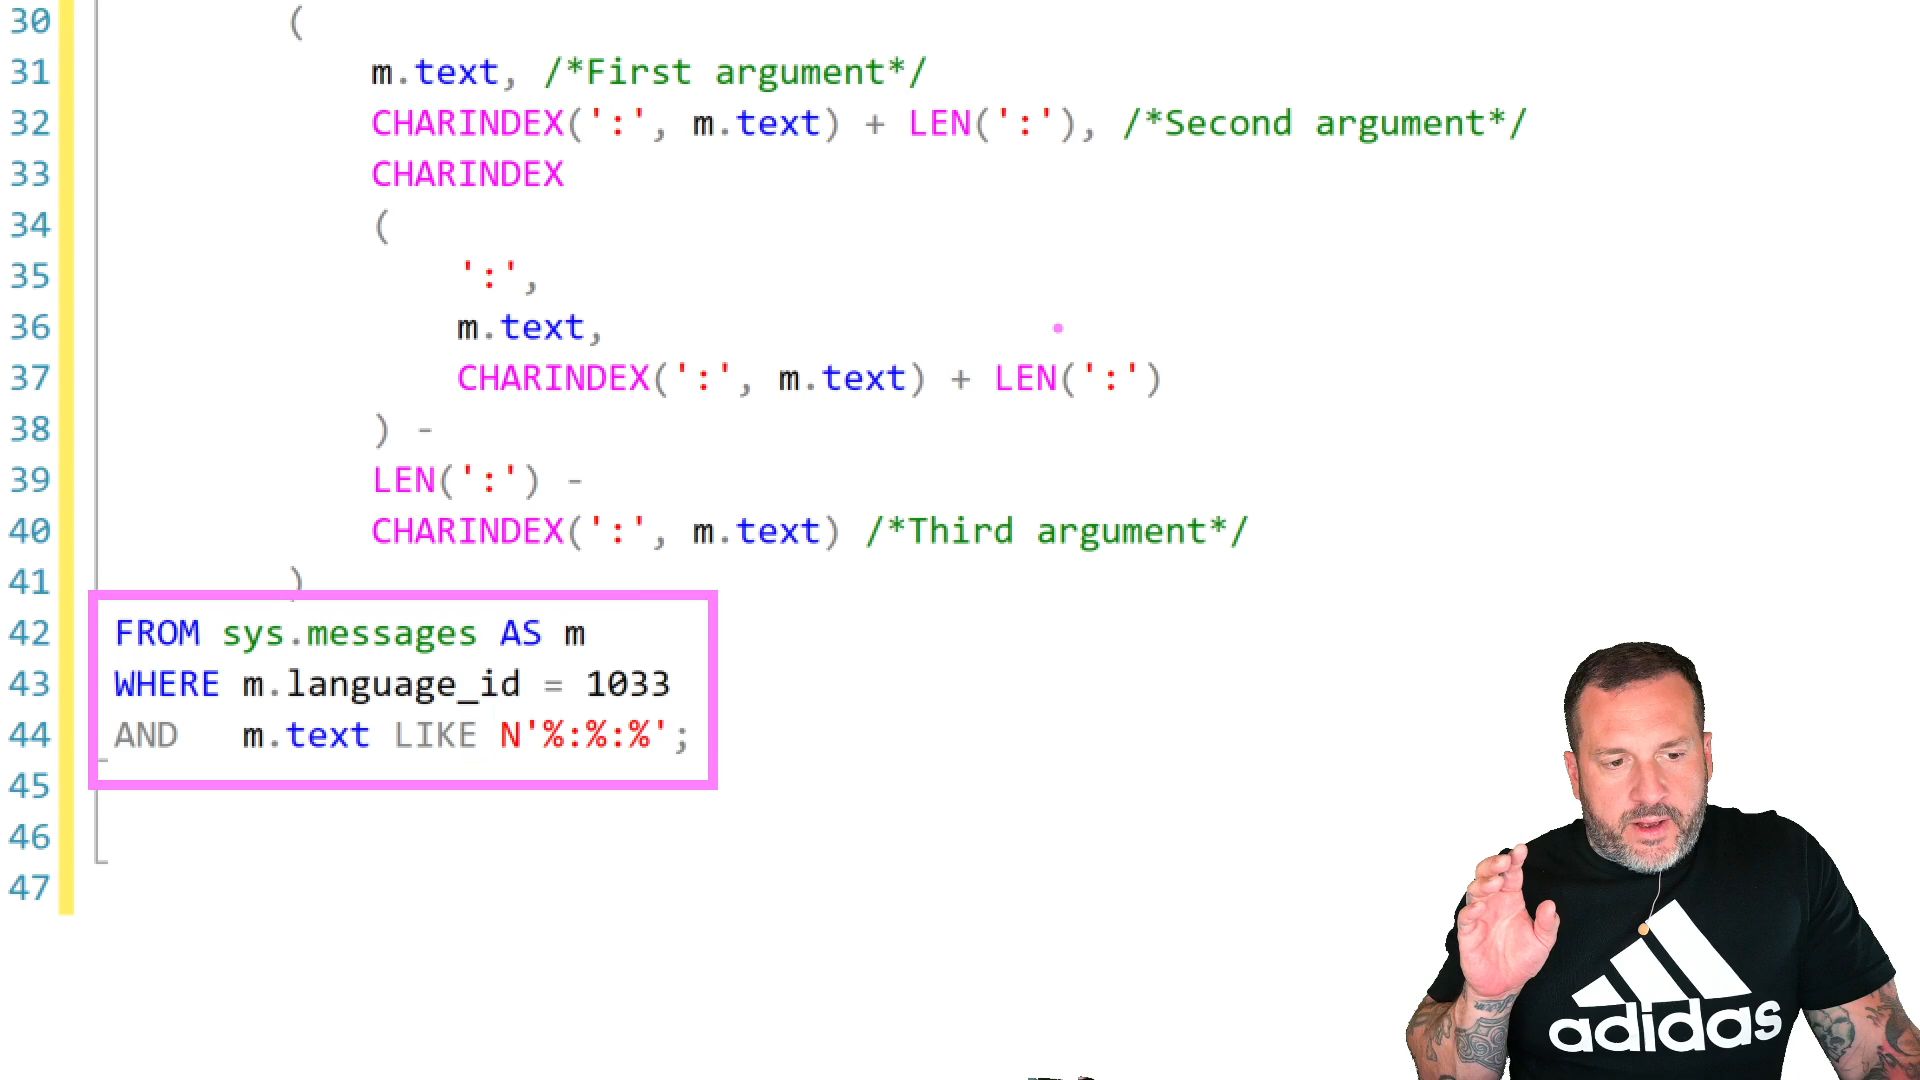 30 (
31 m.text, /*First argument*/
32 CHARINDEX(':', m.text) + LEN(':'), /*Second argument*/
33 CHARINDEX
34 (
35 ':',
36 m.text,
37 CHARINDEX(':', m.text) + LEN(':')
38 ) -
39 LEN(':') -
40 CHARINDEX(':', m.text) /*Third argument*/
41 )
42 FROM sys.messages AS m
43 WHERE m.language_id = 1033
44 AND m.text LIKE N'%:%:%';
45
46
47
adidas